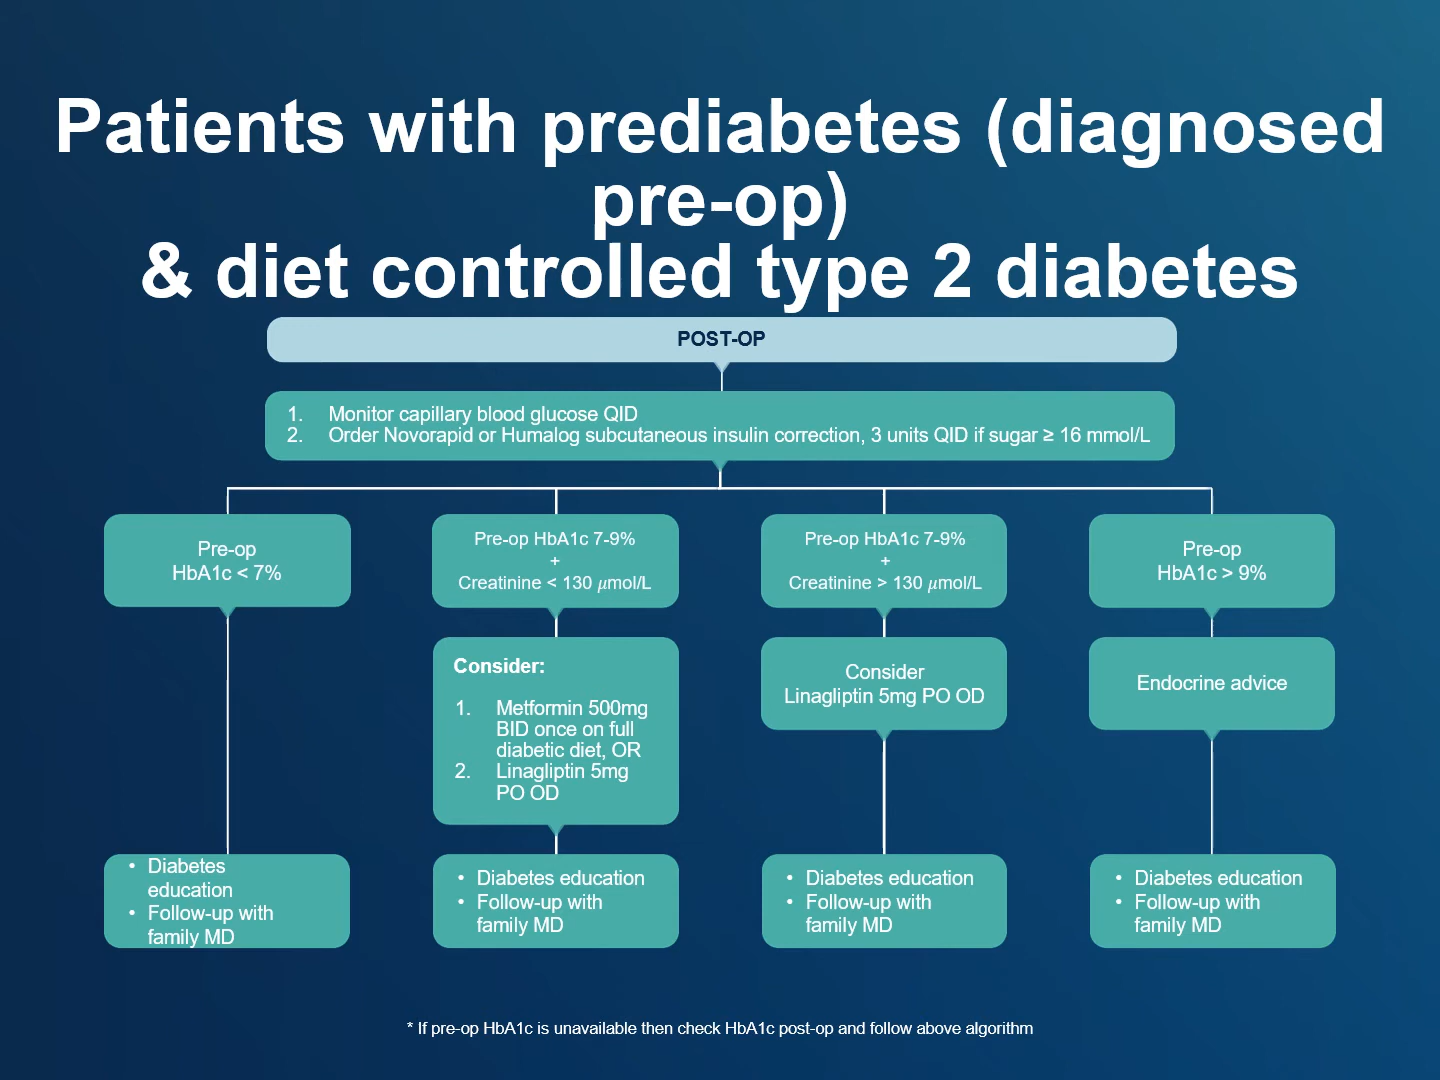 Patients with prediabetes (diagnosed
pre-op)
& diet controlled type 2 diabetes
POST-OP
1. Monitor capillary blood glucose QID
2. Order Novorapid or Humalog subcutaneous insulin correction, 3 units QID if sugar ≥ 16 mmol/L
Pre-op
HbA1c < 7%
Pre-op HbA1c 7-9%
+
Creatinine < 130 µmol/L
Pre-op HbA1c 7-9%
+
Creatinine > 130 µmol/L
Pre-op
HbA1c > 9%
Consider:
1. Metformin 500mg
BID once on full
diabetic diet, OR
2. Linagliptin 5mg
PO OD
Consider
Linagliptin 5mg PO OD
Endocrine advice
• Diabetes
education
• Follow-up with
family MD
• Diabetes education
• Follow-up with
family MD
• Diabetes education
• Follow-up with
family MD
• Diabetes education
• Follow-up with
family MD
* If pre-op HbA1c is unavailable then check HbA1c post-op and follow above algorithm